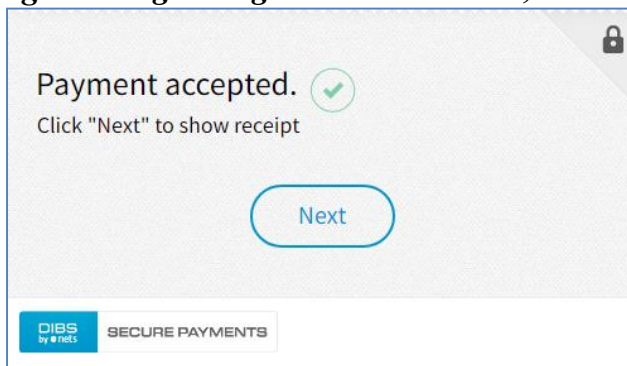 Payment accepted.
Click "Next" to show receipt
Next
DIBS
by nets
SECURE PAYMENTS